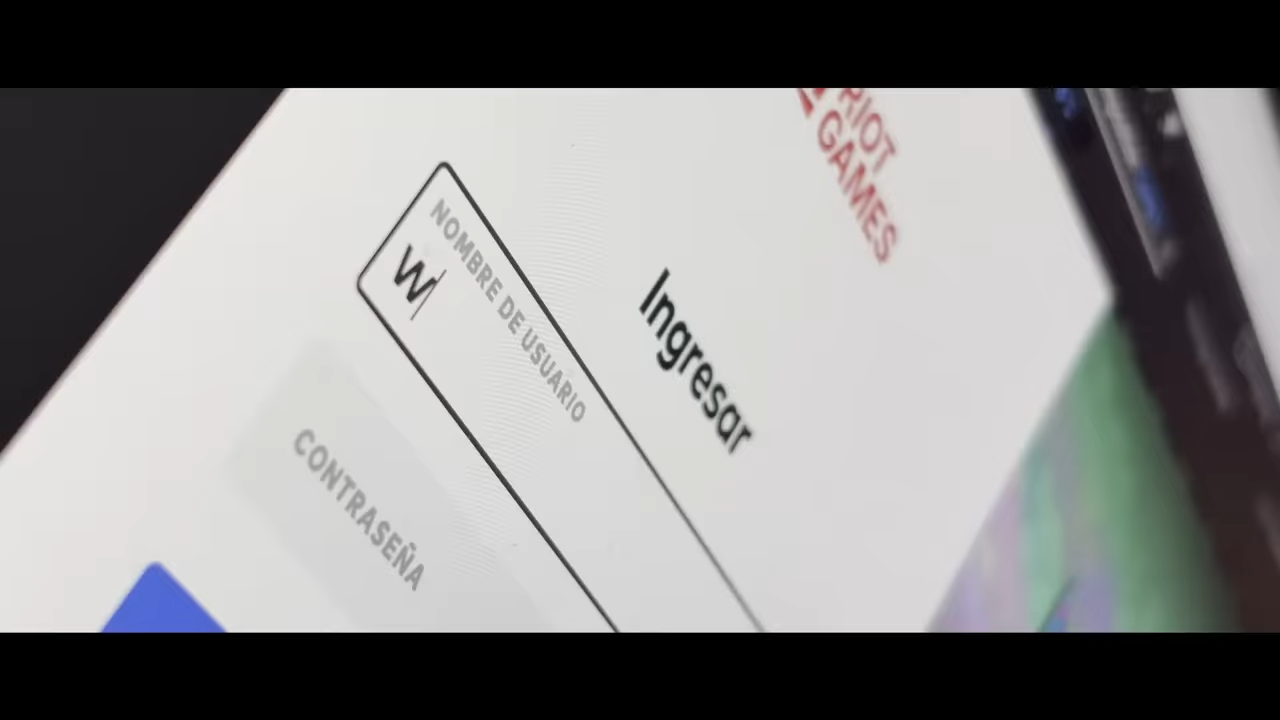 RIOT
GAMES
Ingresar
NOMBRE DE USUARIO
w
CONTRASEÑA